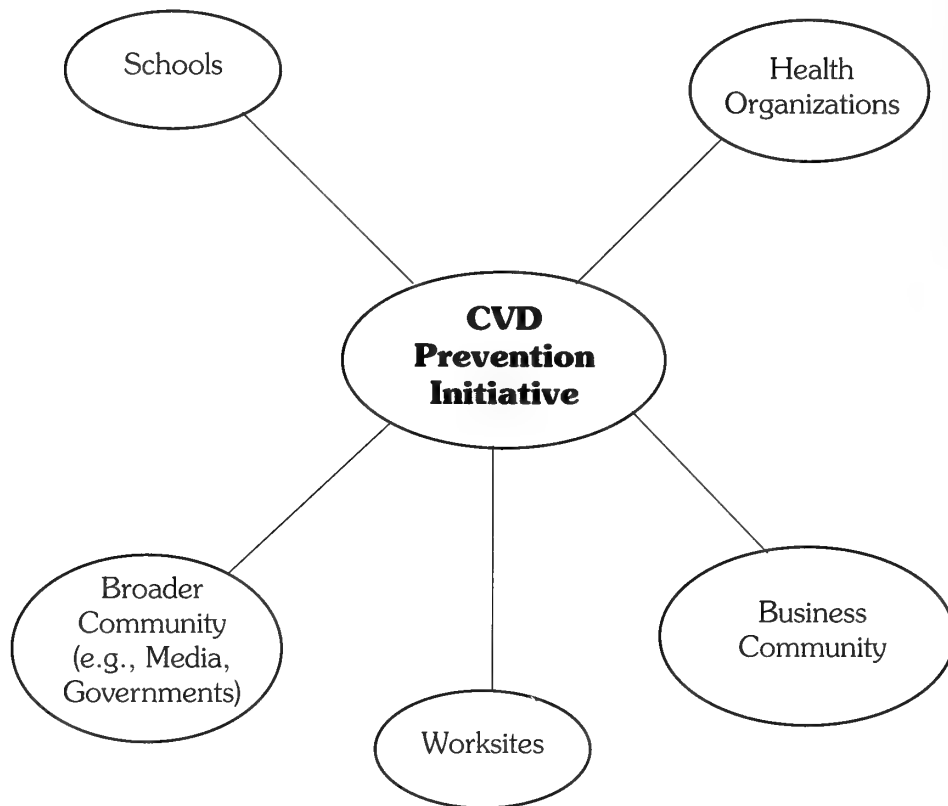 Schools
Health
Organizations
CVD
Prevention
Initiative
Broader
Community
(e.g., Media,
Governments)
Business
Community
Worksites